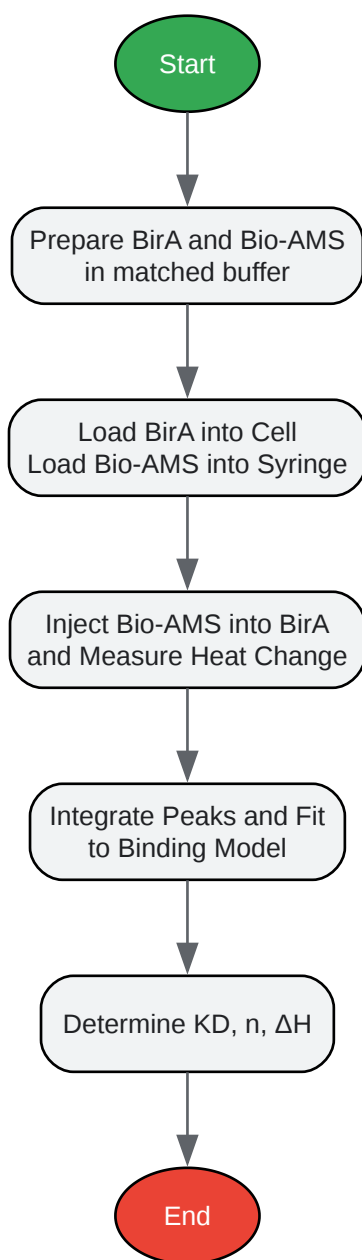 Start
Prepare BirA and Bio-AMS
in matched buffer
Load BirA into Cell
Load Bio-AMS into Syringe
Inject Bio-AMS into BirA
and Measure Heat Change
Integrate Peaks and Fit
to Binding Model
Determine KD, n, ΔH
End